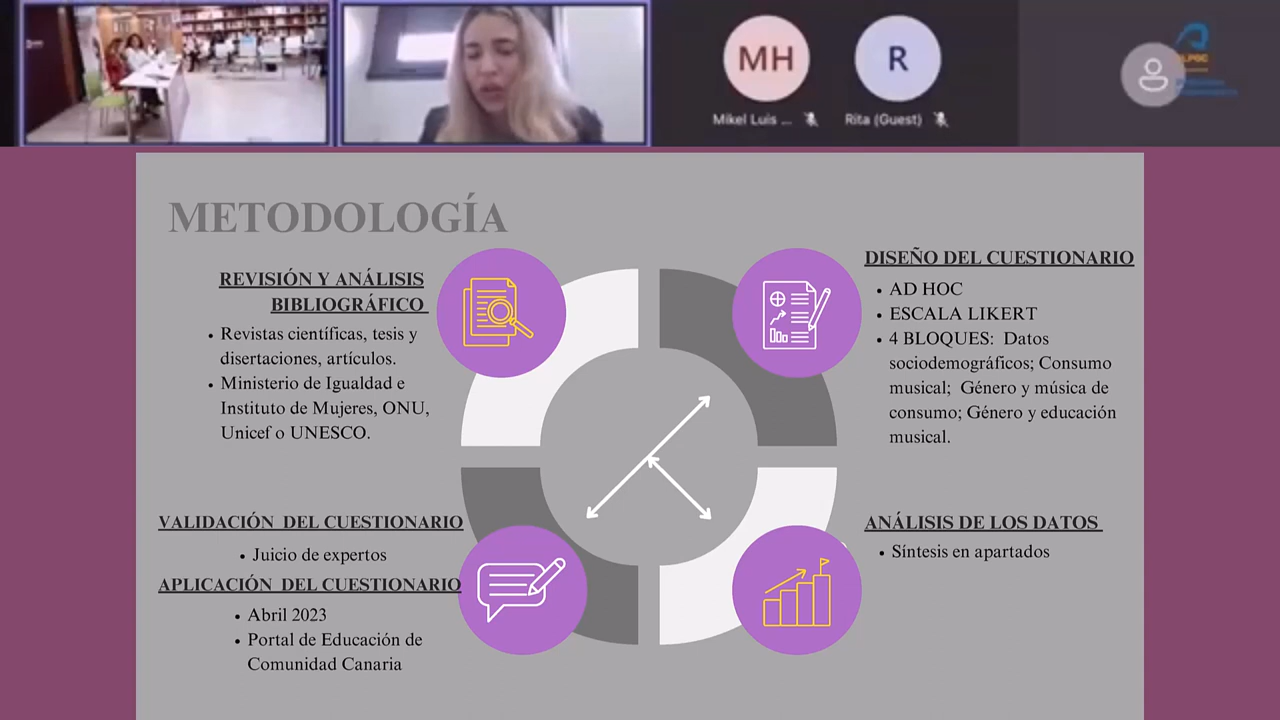 MH
R
Mikel Luis ...
Rita (Guest)
METODOLOGÍA
REVISIÓN Y ANÁLISIS
BIBLIOGRÁFICO
• Revistas científicas, tesis y
disertaciones, artículos.
• Ministerio de Igualdad e
Instituto de Mujeres, ONU,
Unicef o UNESCO.
DISEÑO DEL CUESTIONARIO
• AD HOC
• ESCALA LIKERT
• 4 BLOQUES: Datos
sociodemográficos; Consumo
musical; Género y música de
consumo; Género y educación
musical.
VALIDACIÓN DEL CUESTIONARIO
• Juicio de expertos
APLICACIÓN DEL CUESTIONARIO
• Abril 2023
• Portal de Educación de
Comunidad Canaria
ANÁLISIS DE LOS DATOS
• Síntesis en apartados